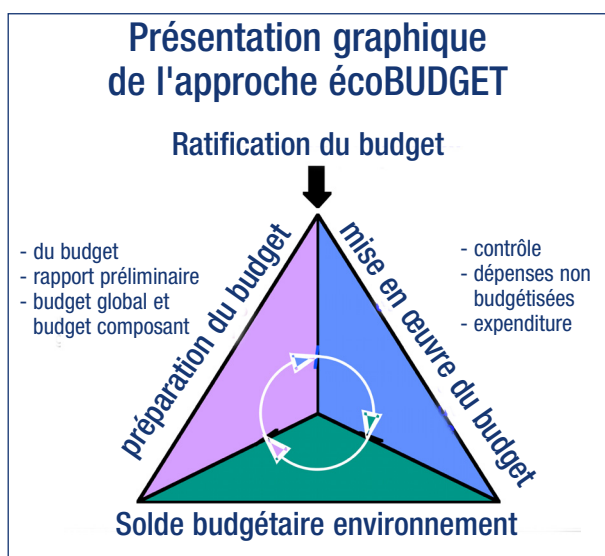 Présentation graphique
de l'approche écoBUDGET
Ratification du budget
- du budget
- rapport préliminaire
- budget global et
budget composant
préparation du budget
mise en œuvre du budget
- contrôle
- dépenses non
budgétisées
- expenditure
Solde budgétaire environnement